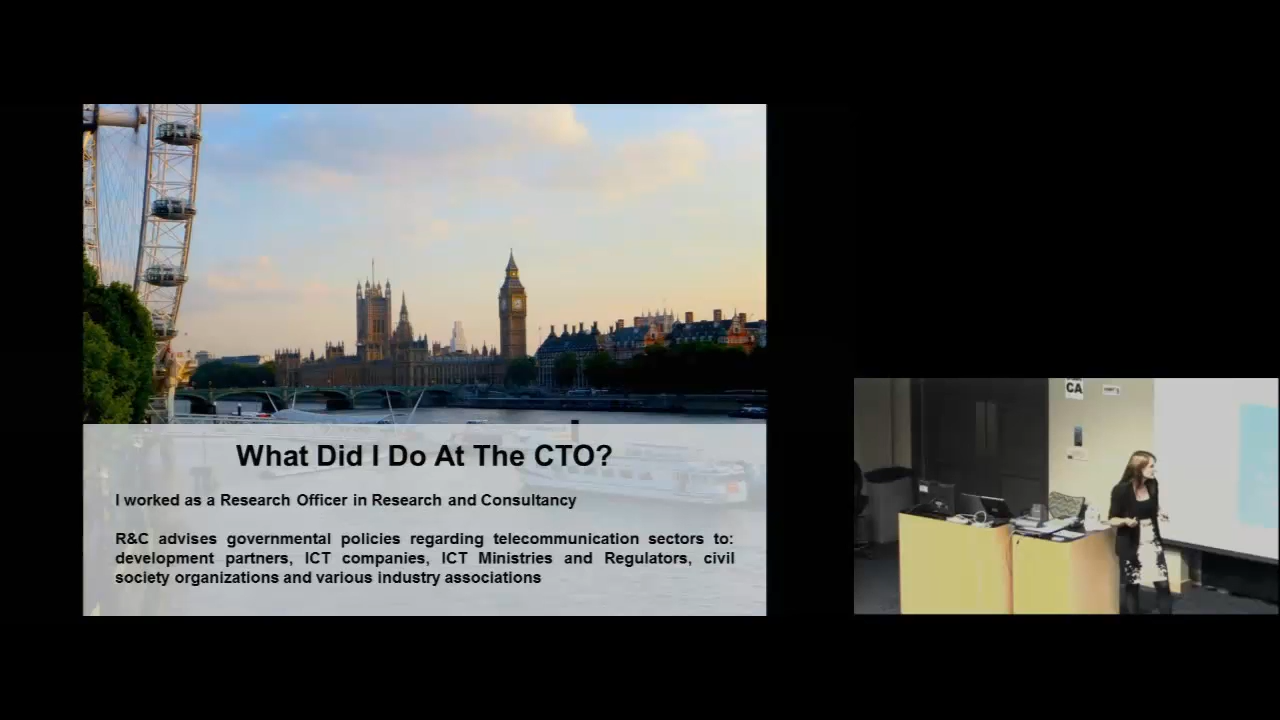 What Did I Do At The CTO?
I worked as a Research Officer in Research and Consultancy
R&C advises governmental policies regarding telecommunication sectors to:
development partners, ICT companies, ICT Ministries and Regulators, civil
society organizations and various industry associations
CA